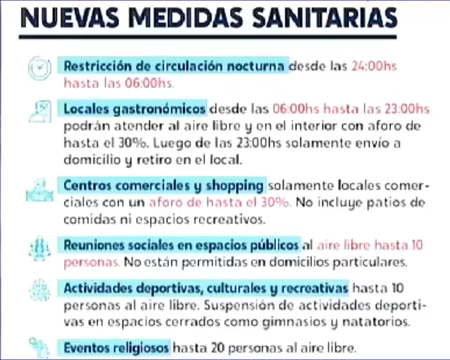 NUEVAS MEDIDAS SANITARIAS
Restricción de circulación nocturna desde las 24:00hs
hasta las 06:00hs.
Locales gastronómicos desde las 06:00hs hasta las 23:00hs
podrán atender al aire libre y en el interior con aforo de
hasta el 30%. Luego de las 23:00hs solamente envío a
domicilio y retiro en el local.
Centros comerciales y shopping solamente locales comer-
ciales con un aforo de hasta el 30%. No incluye patios de
comidas ni espacios recreativos.
Reuniones sociales en espacios públicos al aire libre hasta 10
personas. No están permitidas en domicilios particulares.
Actividades deportivas, culturales y recreativas hasta 10
personas al aire libre. Suspensión de actividades deporti-
vas en espacios cerrados como gimnasios y natatorios.
Eventos religiosos hasta 20 personas al aire libre.